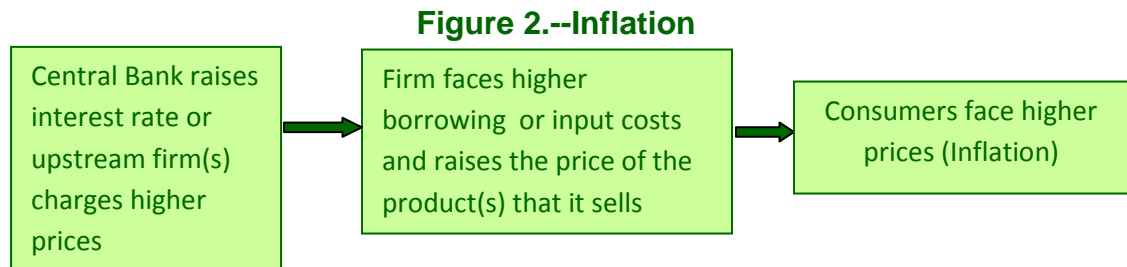 Figure 2.--Inflation
Central Bank raises
interest rate or
upstream firm(s)
charges higher
prices
Firm faces higher
borrowing or input costs
and raises the price of the
product(s) that it sells
Consumers face higher
prices (Inflation)